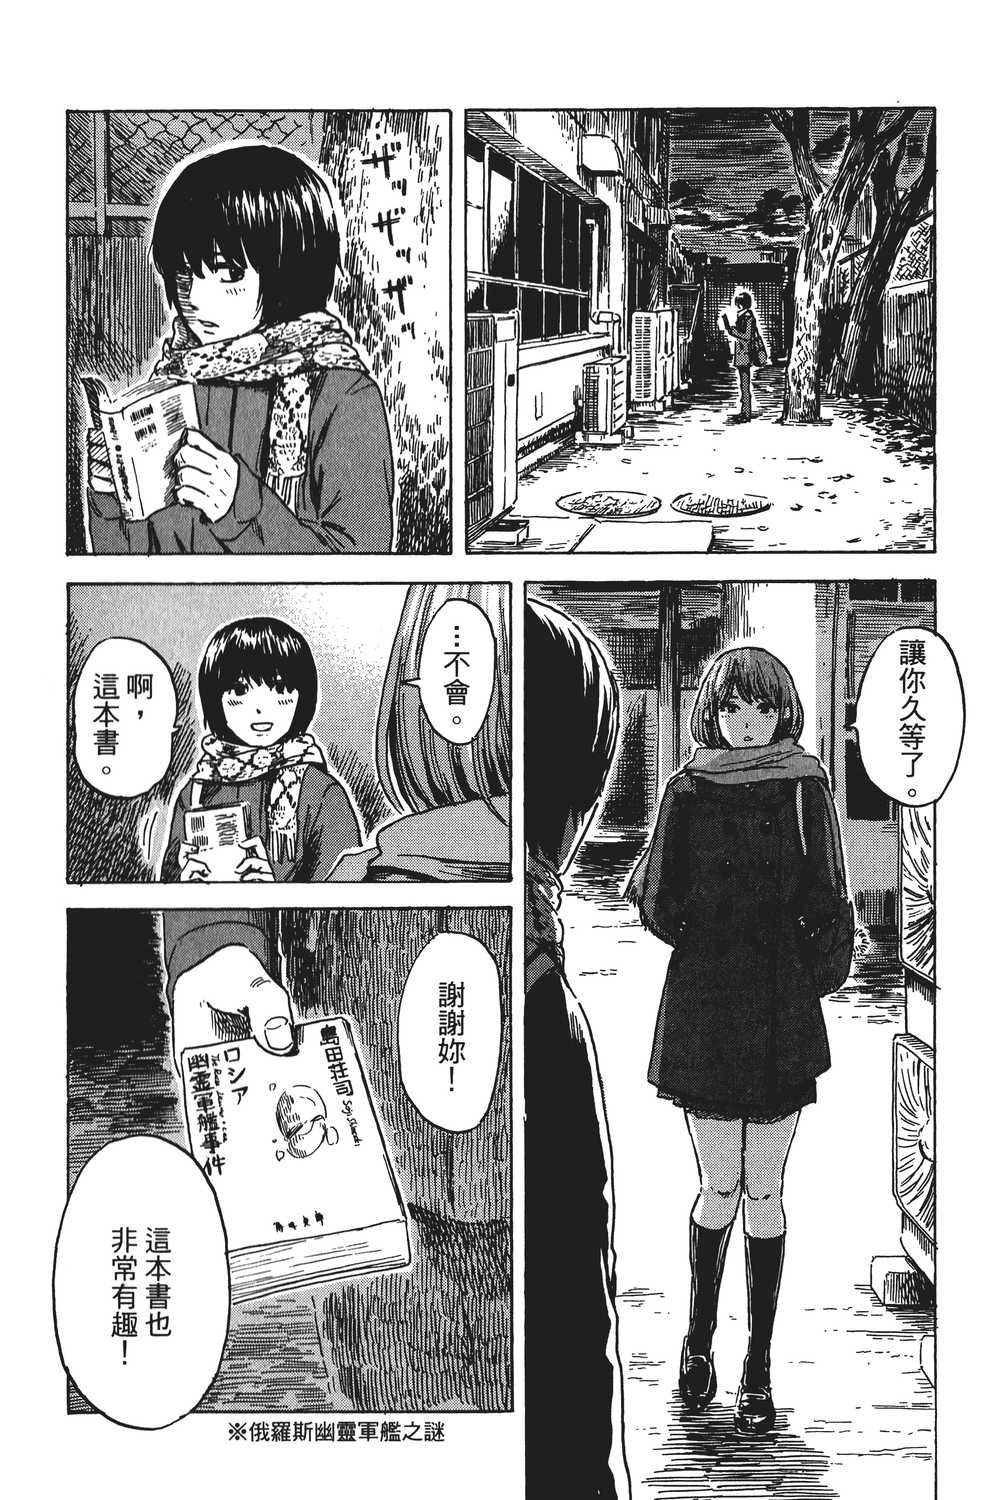 ザッザッザッザッ
讓你久等了。
…不會。
啊，
這本書。
謝謝妳！
島田荘司
ロシア
幽霊軍艦事件
這本書也
非常有趣！
※俄羅斯幽靈軍艦之謎